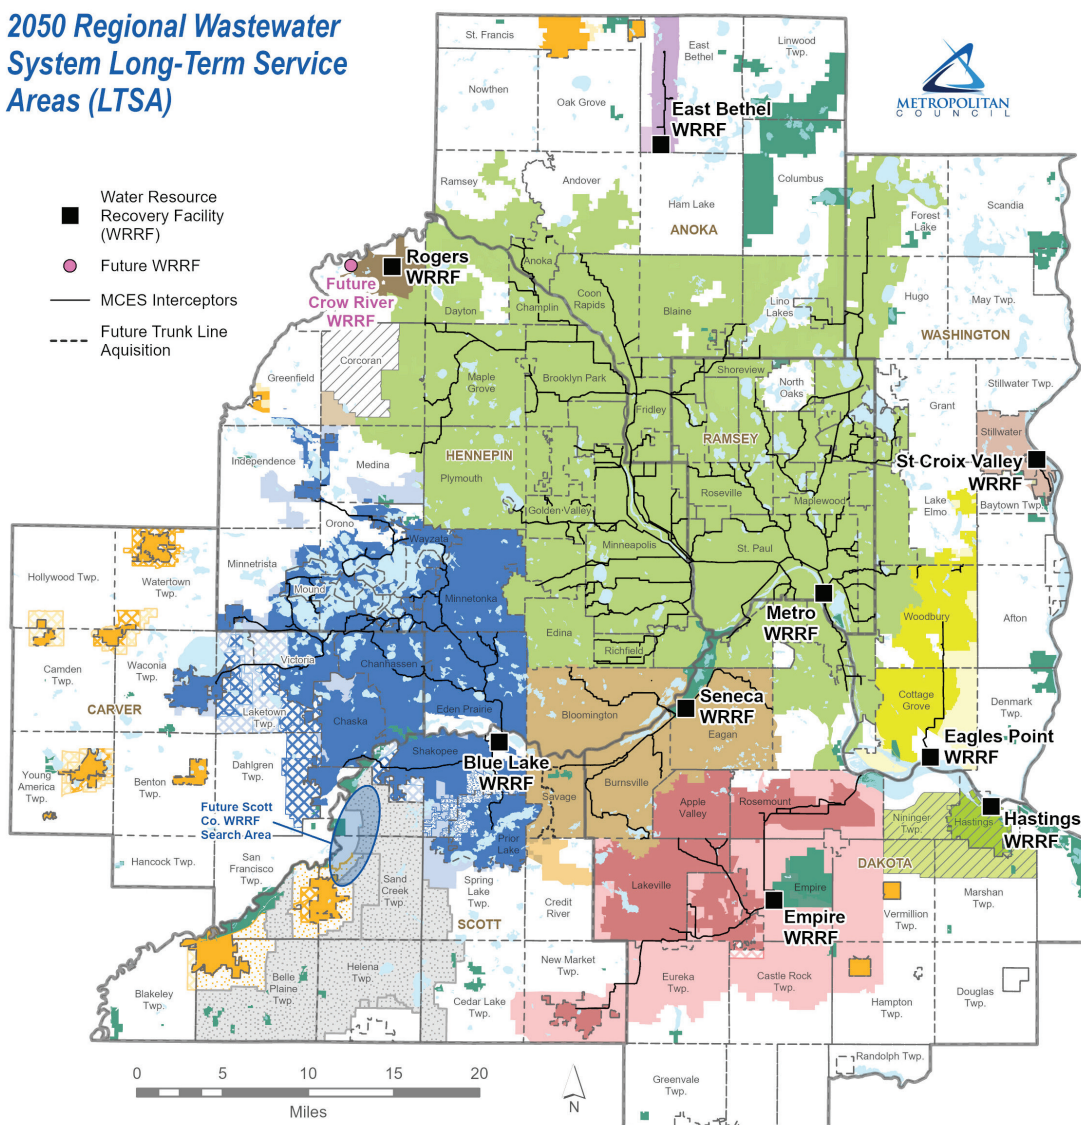 2050 Regional Wastewater
System Long-Term Service
Areas (LTSA)
METROPOLITAN
COUNCIL
Water Resource
Recovery Facility
(WRRF)
Future WRRF
MCES Interceptors
Future Trunk Line
Aquisition
St. Francis
East
Bethel
Linwood
Twp.
Nowthen
Oak Grove
East Bethel
WRRF
Ramsey
Andover
Columbus
Ham Lake
ANOKA
Forest
Lake
Scandia
Rogers
WRRF
Future
Crow River
WRRF
Anoka
Coon
Rapids
Dayton
Champlin
Blaine
Lino
Lakes
Hugo
May Twp.
WASHINGTON
Corcoran
Greenfield
Maple
Grove
Brooklyn Park
Shoreview
North
Oaks
Stillwater Twp.
Fridley
Grant
Stillwater
RAMSEY
HENNEPIN
Independence
Medina
Plymouth
St Croix Valley
WRRF
Roseville
Maplewood
Lake
Elmo
Baytown Twp.
Golden Valley
Orono
Wayzata
Minneapolis
St. Paul
Hollywood Twp.
Watertown
Twp.
Minnetrista
Mound
Minnetonka
Metro
WRRF
Woodbury
Afton
Edina
Richfield
Camden
Twp.
Waconia
Twp.
Victoria
Chanhassen
CARVER
Laketown
Twp.
Chaska
Eden Prairie
Bloomington
Seneca
WRRF
Eagan
Cottage
Grove
Denmark
Twp.
Shakopee
Blue Lake
WRRF
Eagles Point
WRRF
Young
America Twp.
Benton
Twp.
Dahlgren
Twp.
Savage
Burnsville
Apple
Valley
Rosemount
Future Scott
Co. WRRF
Search Area
Prior
Lake
Nininger
Twp.
Hastings
Hastings
WRRF
Hancock Twp.
San
Francisco
Twp.
Sand
Creek
Twp.
Spring
Lake
Twp.
Credit
River
Lakeville
Empire
DAKOTA
Marshan
Twp.
SCOTT
Empire
WRRF
Vermillion
Twp.
Blakeley
Twp.
Belle
Plaine Twp.
Helena
Twp.
Cedar Lake
Twp.
New Market
Twp.
Eureka
Twp.
Castle Rock
Twp.
Hampton
Twp.
Douglas
Twp.
Randolph Twp.
Greenvale
Twp.
0 5 10 15 20
Miles
N